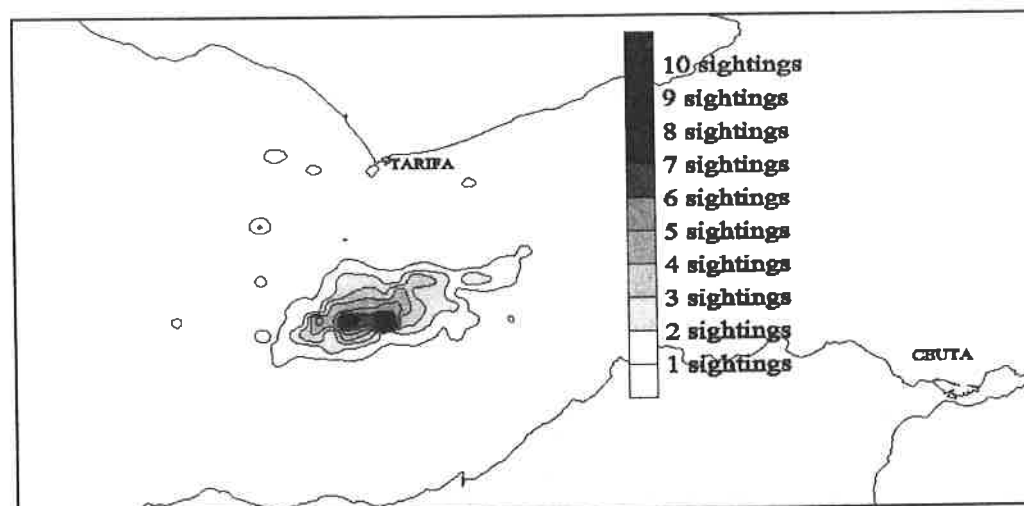 10 sightings
9 sightings
8 sightings
TARIFA
7 sightings
6 sightings
5 sightings
4 sightings
3 sightings
2 sightings
CEUTA
1 sightings